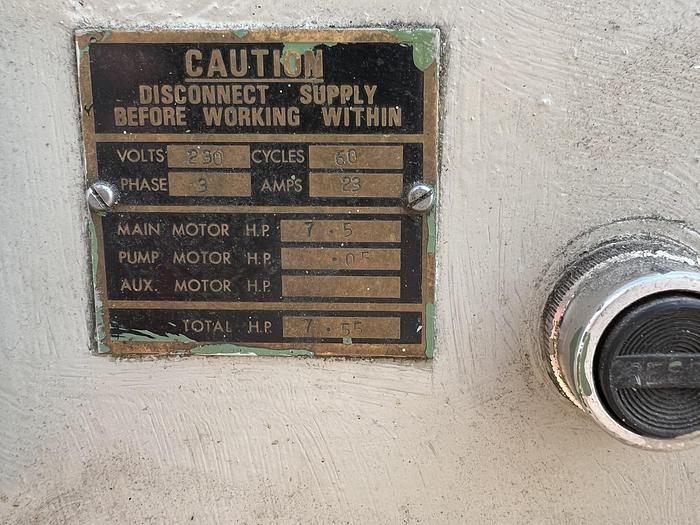 CAUTION
DISCONNECT SUPPLY
BEFORE WORKING WITHIN
VOLTS 230 CYCLES 60
PHASE 3 AMPS 23
MAIN MOTOR H.P. 7.5
PUMP MOTOR H.P. .05
AUX. MOTOR H.P.
TOTAL H.P. 7.55